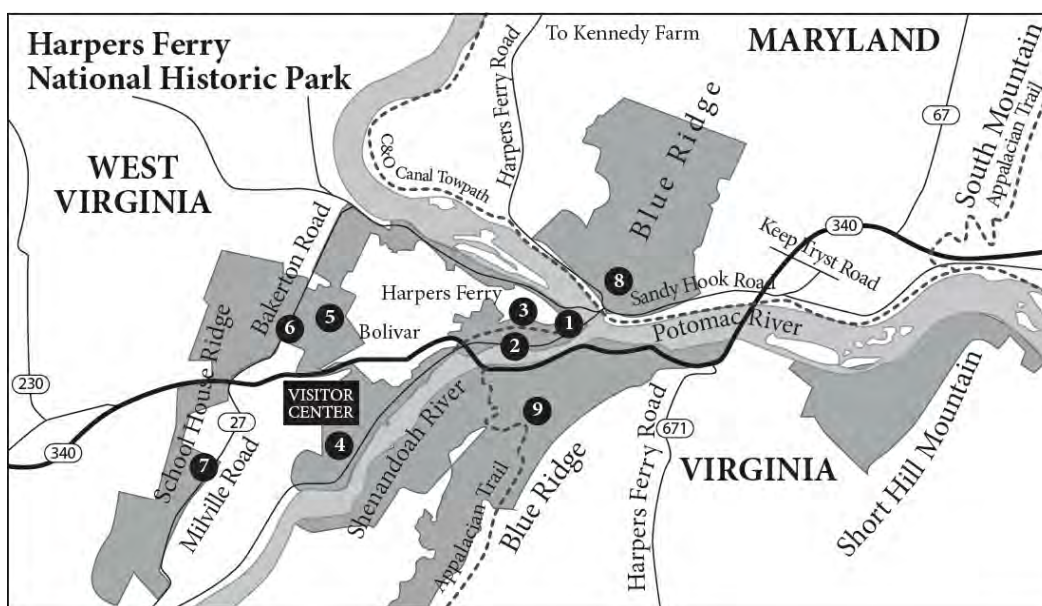 Harpers Ferry
National Historic Park
To Kennedy Farm
MARYLAND
Harpers Ferry Road
Blue Ridge
67
South Mountain
Appalacian Trail
WEST
VIRGINIA
C&O Canal Towpath
340
Keep Tryst Road
Bakerton Road
Harpers Ferry
8
Sandy Hook Road
3
1
5
6
Bolivar
2
Potomac River
230
School House Ridge
VISITOR
CENTER
27
4
Shenandoah River
9
671
VIRGINIA
340
7
Milville Road
Appalacian Trail
Blue Ridge
Harpers Ferry Road
Short Hill Mountain